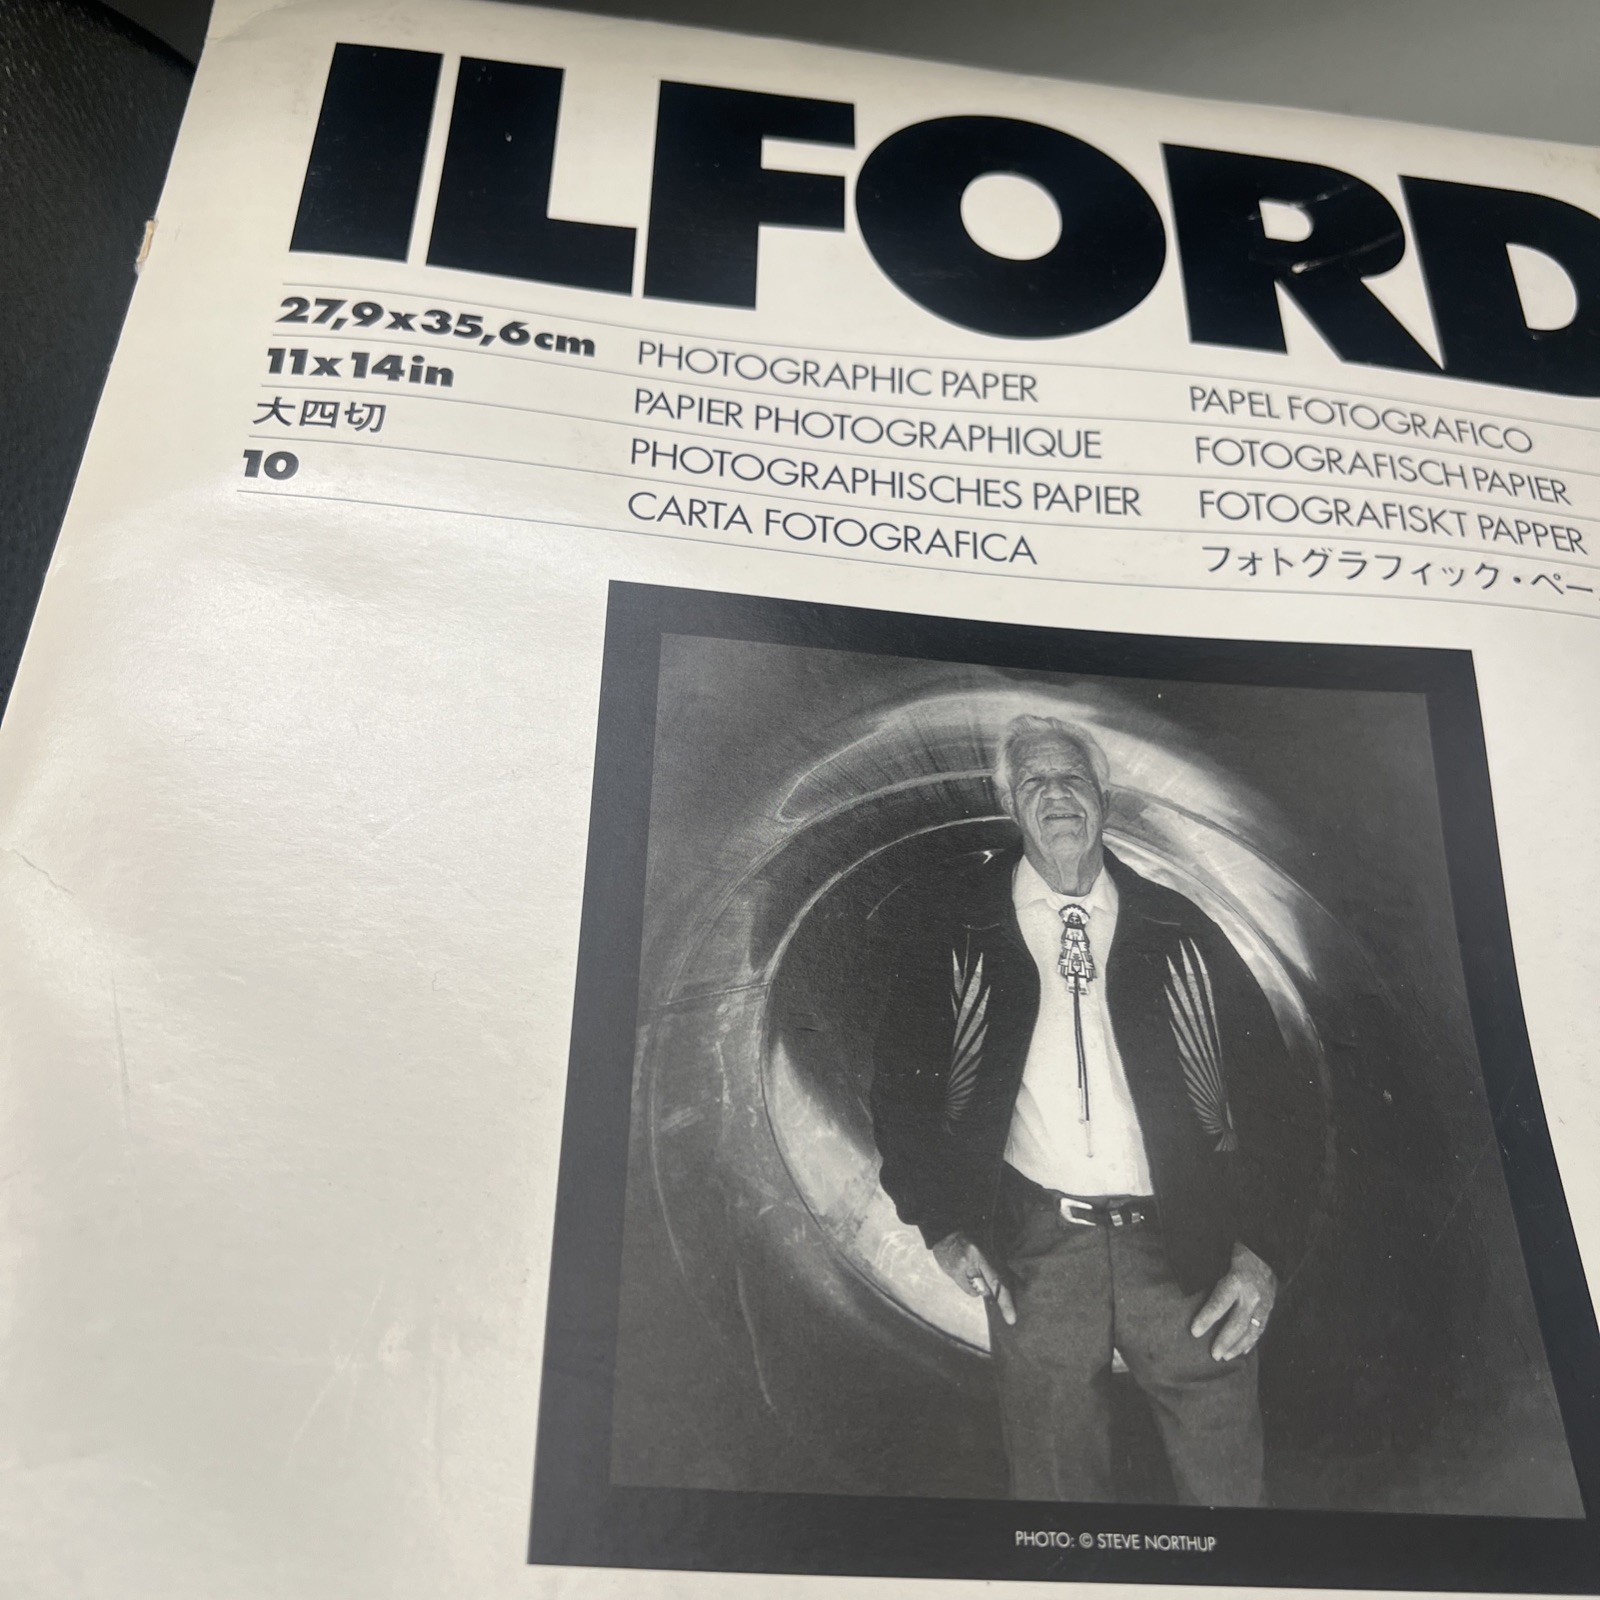 ILFORD
27,9x35,6cm
11x14in
大四切
10
PHOTOGRAPHIC PAPER
PAPIER PHOTOGRAPHIQUE
PHOTOGRAPHISCHES PAPIER
CARTA FOTOGRAFICA
PAPEL FOTOGRAFICO
FOTOGRAFISCH PAPIER
FOTOGRAFISKT PAPPER
フォトグラフィック・ペー
PHOTO: © STEVE NORTHUP